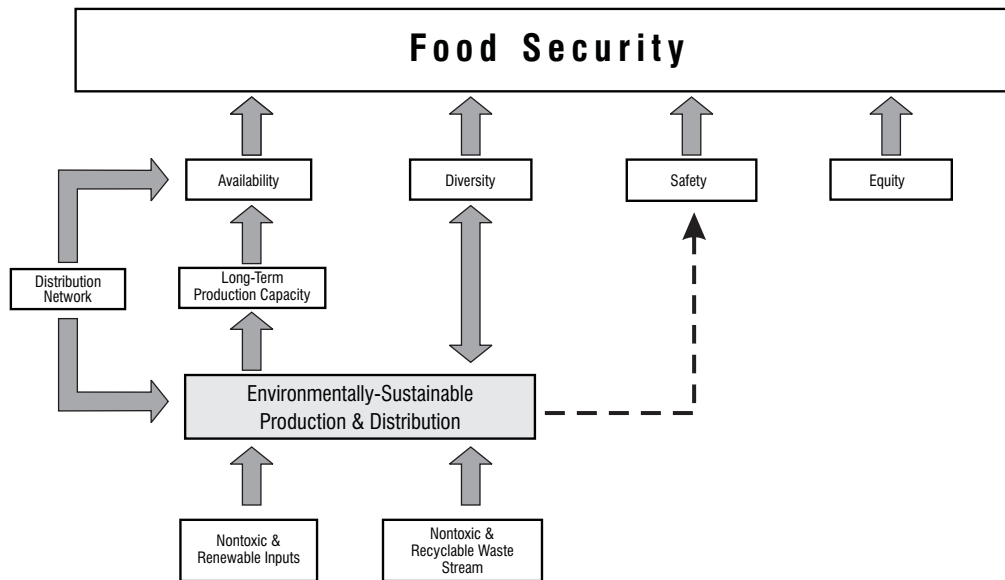 Food Security
Availability
Diversity
Safety
Equity
Distribution
Network
Long-Term
Production Capacity
Environmentally-Sustainable
Production & Distribution
Nontoxic &
Renewable Inputs
Nontoxic &
Recyclable Waste
Stream